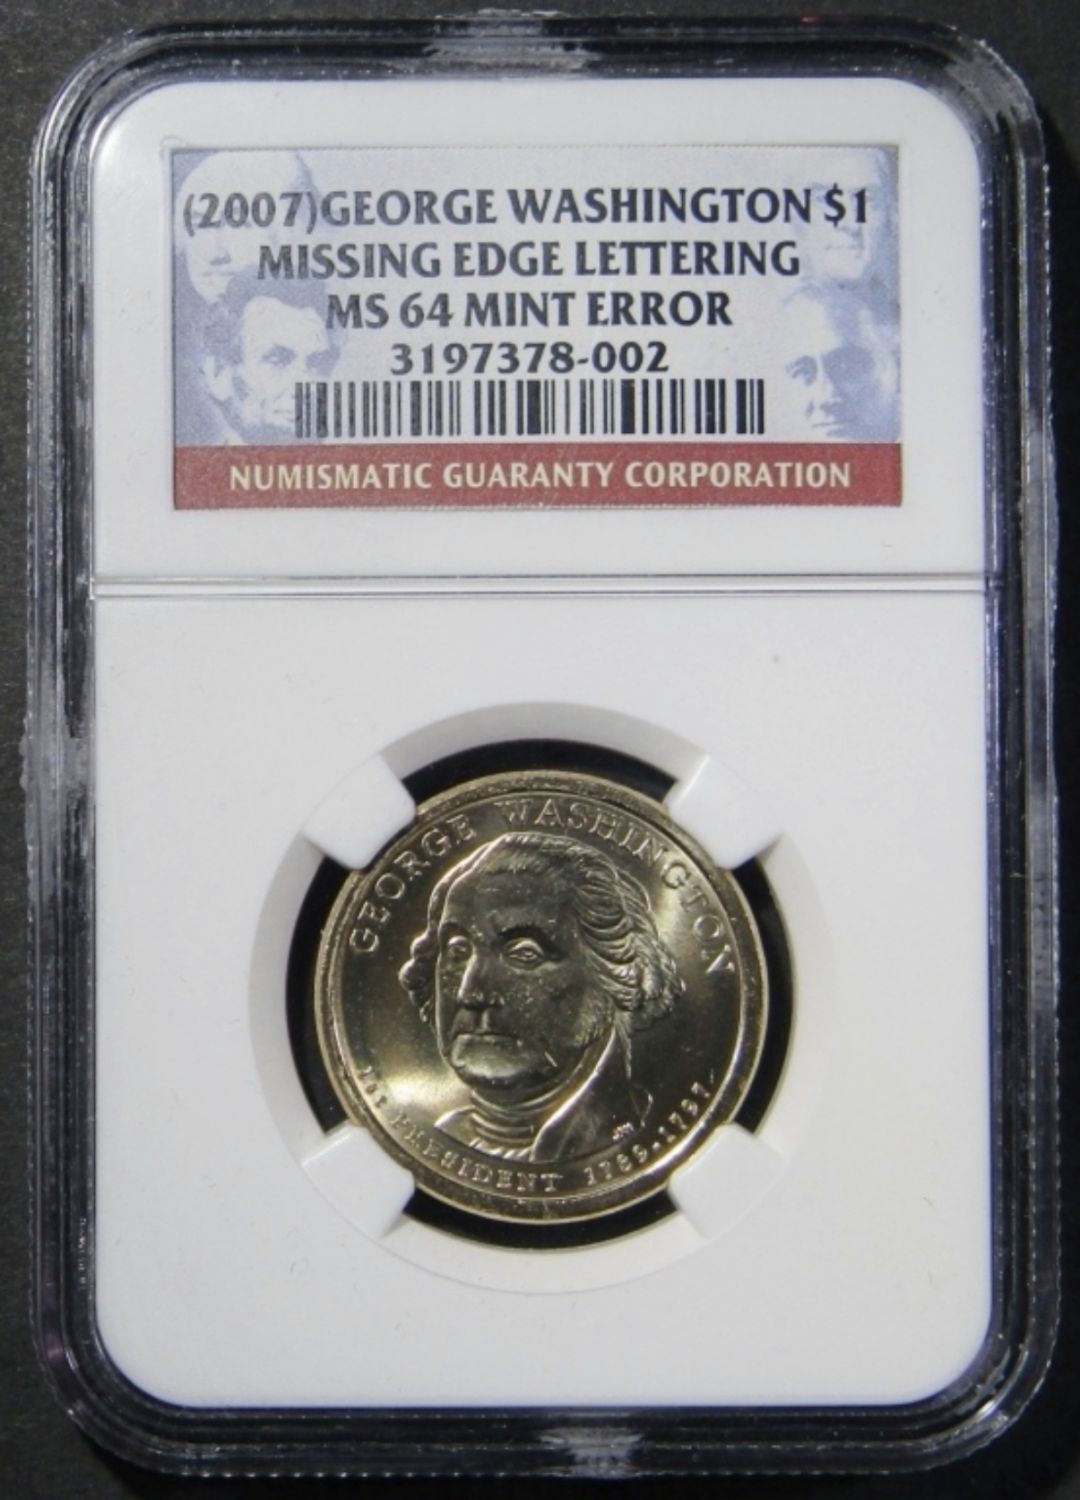 (2007)GEORGE WASHINGTON $1
MISSING EDGE LETTERING
MS 64 MINT ERROR
3197378-002
NUMISMATIC GUARANTY CORPORATION
GEORGE WASHINGTON
JFM
1st PRESIDENT 1789-1797